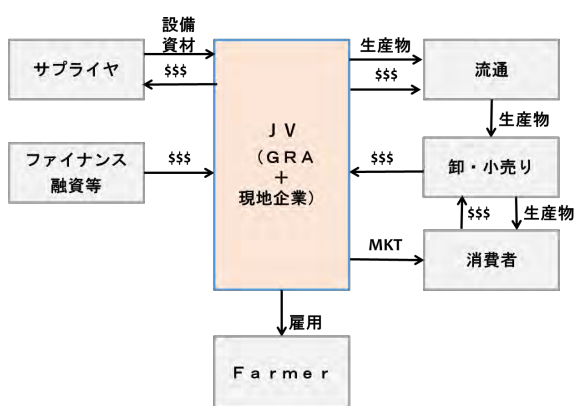 設備
資材
サプライヤ
$$$
ファイナンス
融資等
$$$
ＪＶ
（ＧＲＡ
＋
現地企業）
生産物
$$$
流通
生産物
$$$
卸・小売り
$$$
生産物
MKT
消費者
雇用
Ｆａｒｍｅｒ